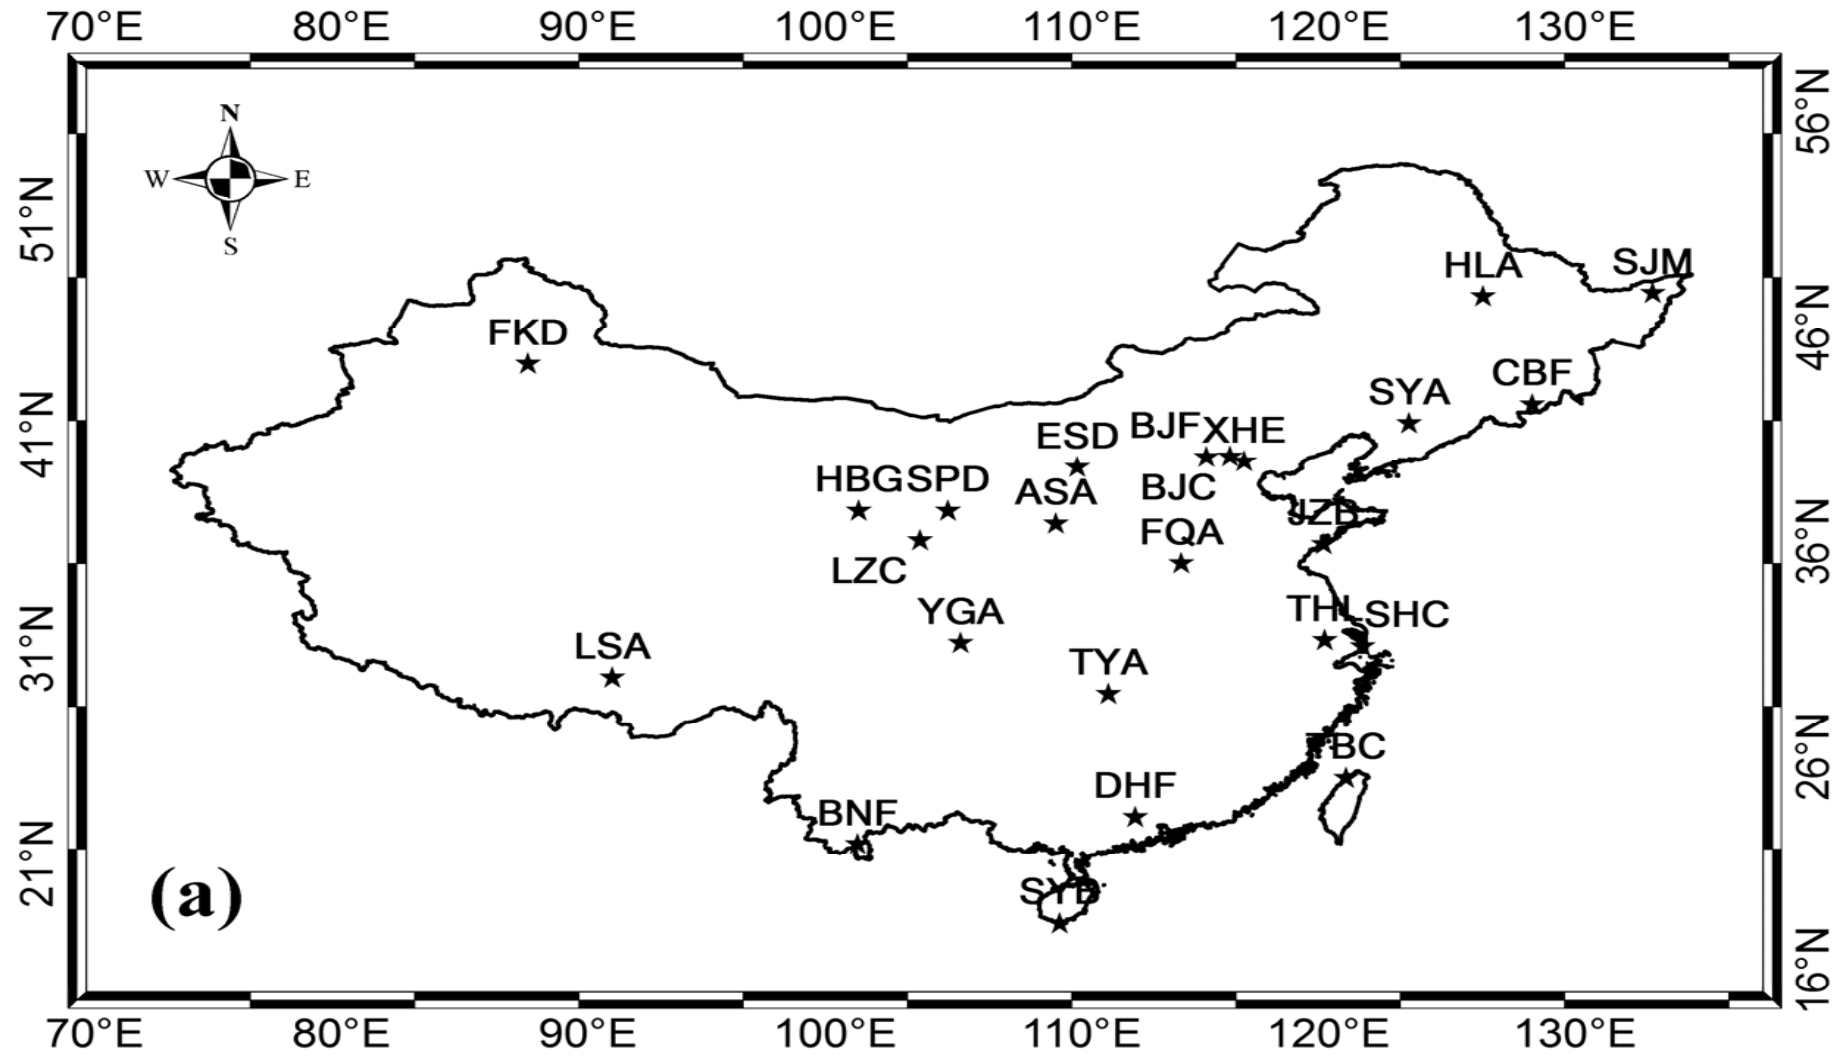 70°E 80°E 90°E 100°E 110°E 120°E 130°E
56°N
N
W E
S
51°N
HLA SJM
46°N
FKD
CBF
SYA
41°N
ESD BJF XHE
HBG SPD ASA BJC
JZB
FQA
36°N
LZC
YGA THL SHC
LSA
31°N
TYA
TBC
26°N
DHF
BNF
21°N
(a)
SYB
16°N
70°E 80°E 90°E 100°E 110°E 120°E 130°E